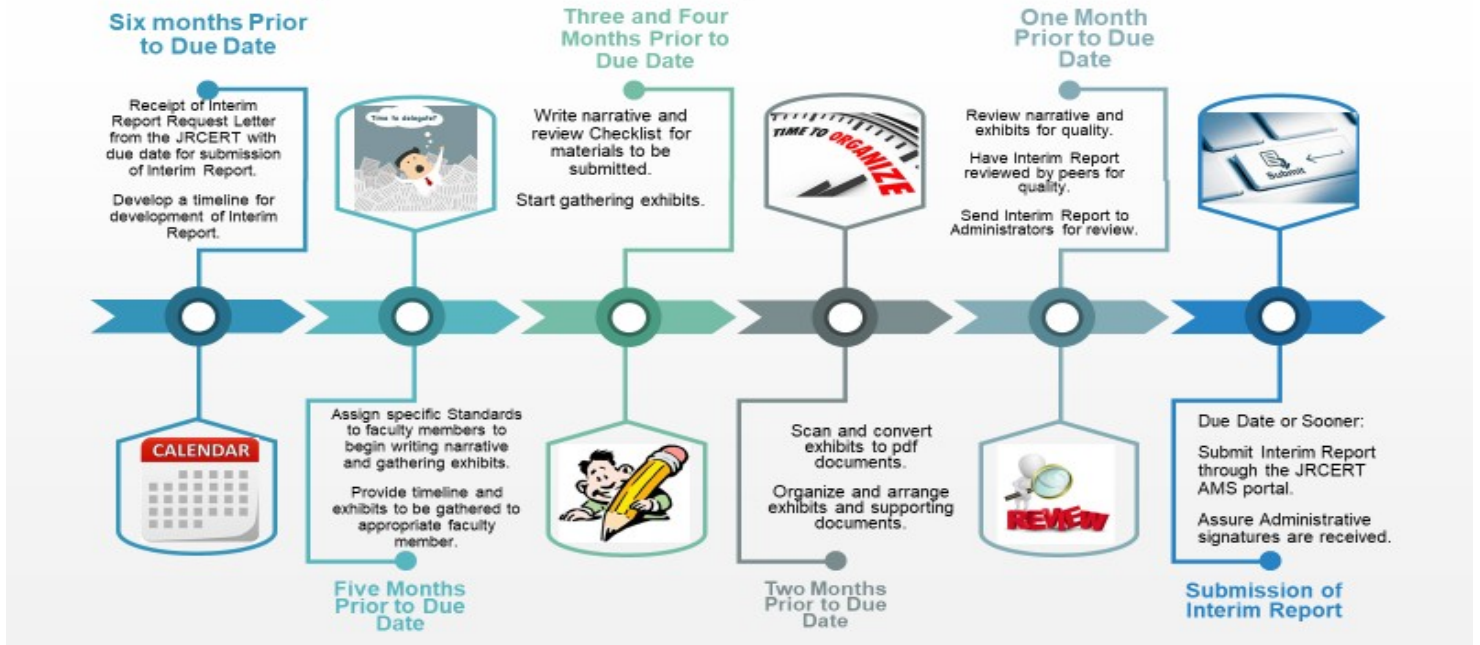 Six months Prior
to Due Date
Receipt of Interim
Report Request Letter
from the JRCERT with
due date for submission
of Interim Report.
Develop a timeline for
development of Interim
Report.
Time to delegate?
Three and Four
Months Prior to
Due Date
Write narrative and
review Checklist for
materials to be
submitted.
Start gathering exhibits.
TIME TO ORGANIZE
One Month
Prior to Due
Date
Review narrative and
exhibits for quality.
Have Interim Report
reviewed by peers for
quality.
Send Interim Report to
Administrators for review.
Submit
CALENDAR
Assign specific Standards
to faculty members to
begin writing narrative
and gathering exhibits.
Provide timeline and
exhibits to be gathered to
appropriate faculty
member.
Five Months
Prior to Due
Date
Scan and convert
exhibits to pdf
documents.
Organize and arrange
exhibits and supporting
documents.
Two Months
Prior to Due
Date
REVIEW
Due Date or Sooner:
Submit Interim Report
through the JRCERT
AMS portal.
Assure Administrative
signatures are received.
Submission of
Interim Report